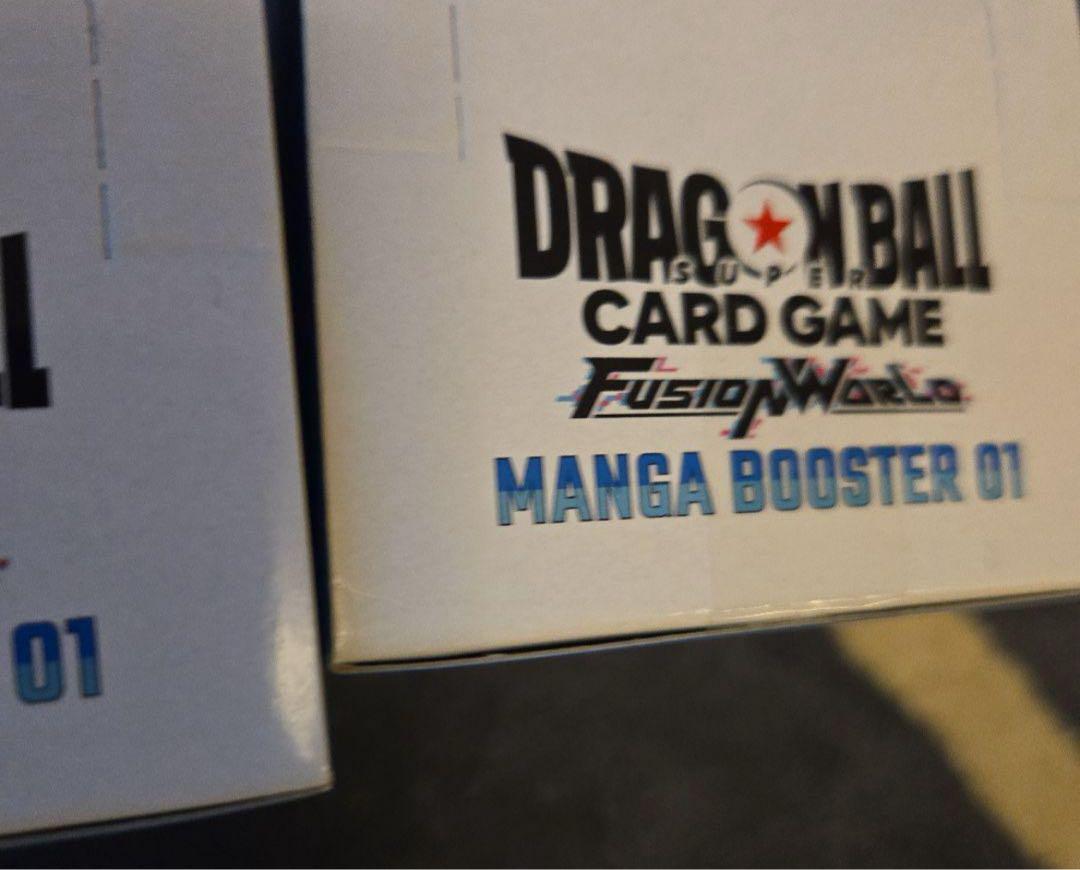 DRAGON BALL
SUPER
CARD GAME
FUSION WORLD
MANGA BOOSTER 01
01